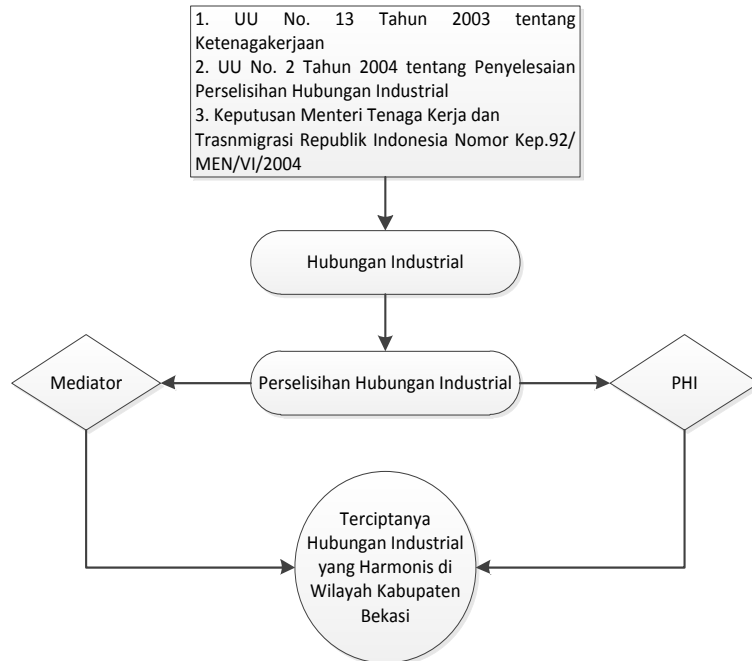 1. UU No. 13 Tahun 2003 tentang
Ketenagakerjaan
2. UU No. 2 Tahun 2004 tentang Penyelesaian
Perselisihan Hubungan Industrial
3. Keputusan Menteri Tenaga Kerja dan
Trasnmigrasi Republik Indonesia Nomor Kep.92/
MEN/VI/2004
Hubungan Industrial
Mediator
Perselisihan Hubungan Industrial
PHI
Terciptanya
Hubungan Industrial
yang Harmonis di
Wilayah Kabupaten
Bekasi